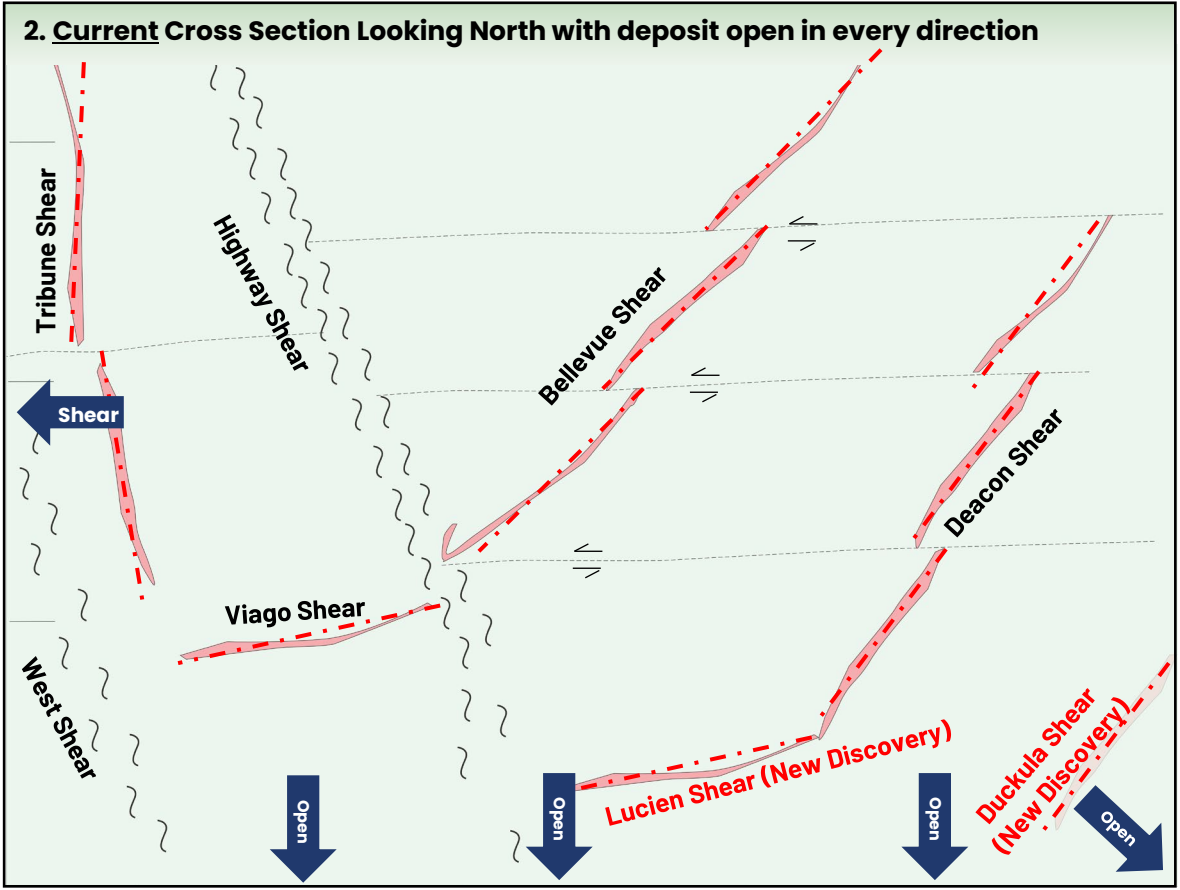 2. Current Cross Section Looking North with deposit open in every direction
Tribune Shear
Highway Shear
Bellevue Shear
Shear
Deacon Shear
Viago Shear
West Shear
Lucien Shear (New Discovery)
Duckula Shear
(New Discovery)
Open
Open
Open
Open